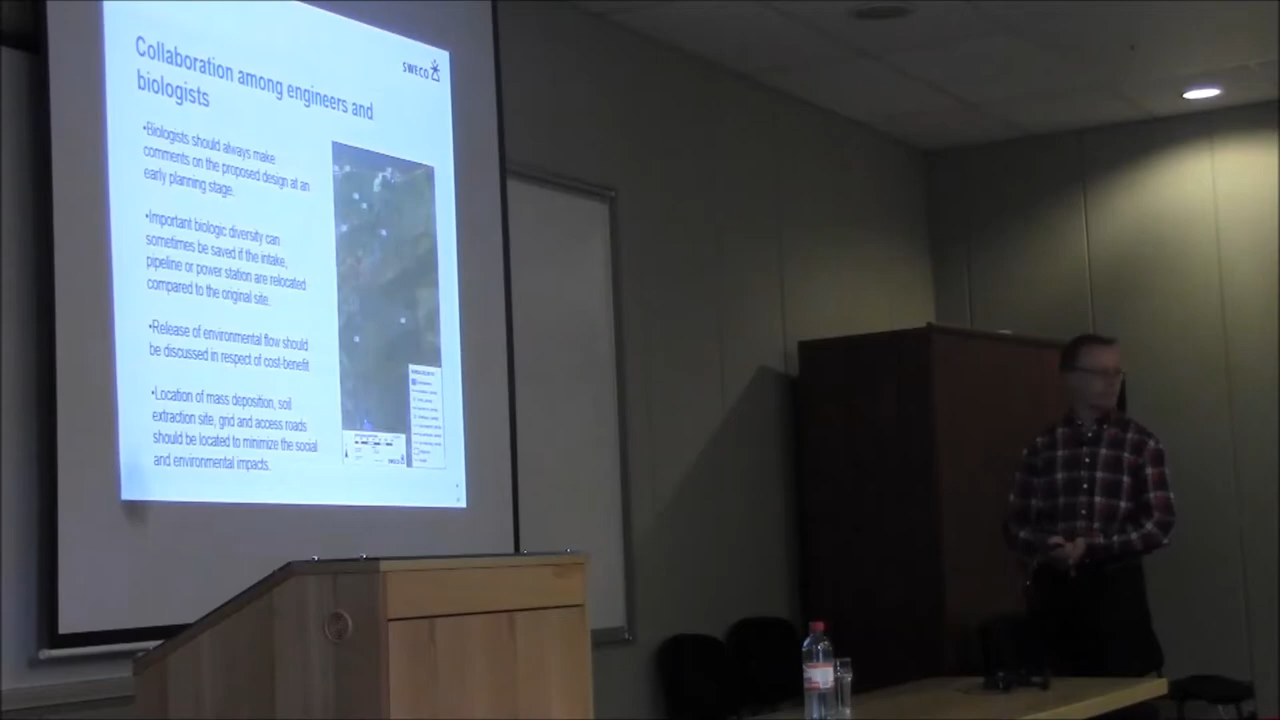 Collaboration among engineers and
biologists
SWECO
•Biologists should always make
comments on the proposed design at an
early planning stage.
•Important biologic diversity can
sometimes be saved if the intake,
pipeline or power station are relocated
compared to the original site.
•Release of environmental flow should
be discussed in respect of cost-benefit
•Location of mass deposition, soil
extraction site, grid and access roads
should be located to minimize the social
and environmental impacts.
SWECO